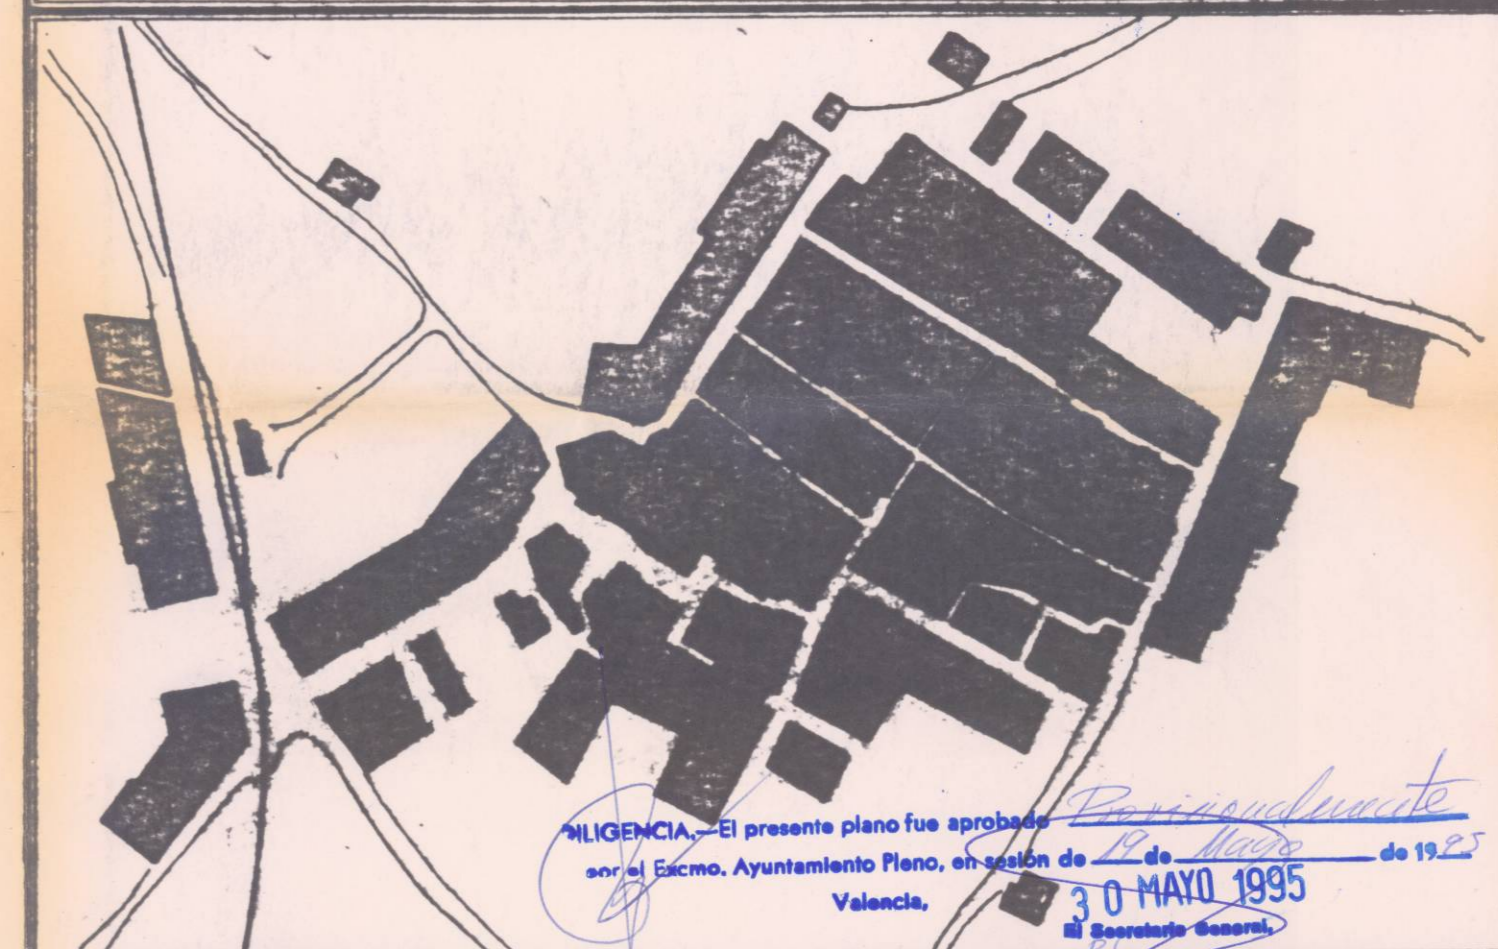 DILIGENCIA.—El presente plano fue aprobado Provisionalmente
por el Excmo. Ayuntamiento Pleno, en sesión de 19 de Mayo de 1995
Valencia,
30 MAYO 1995
El Secretario General,